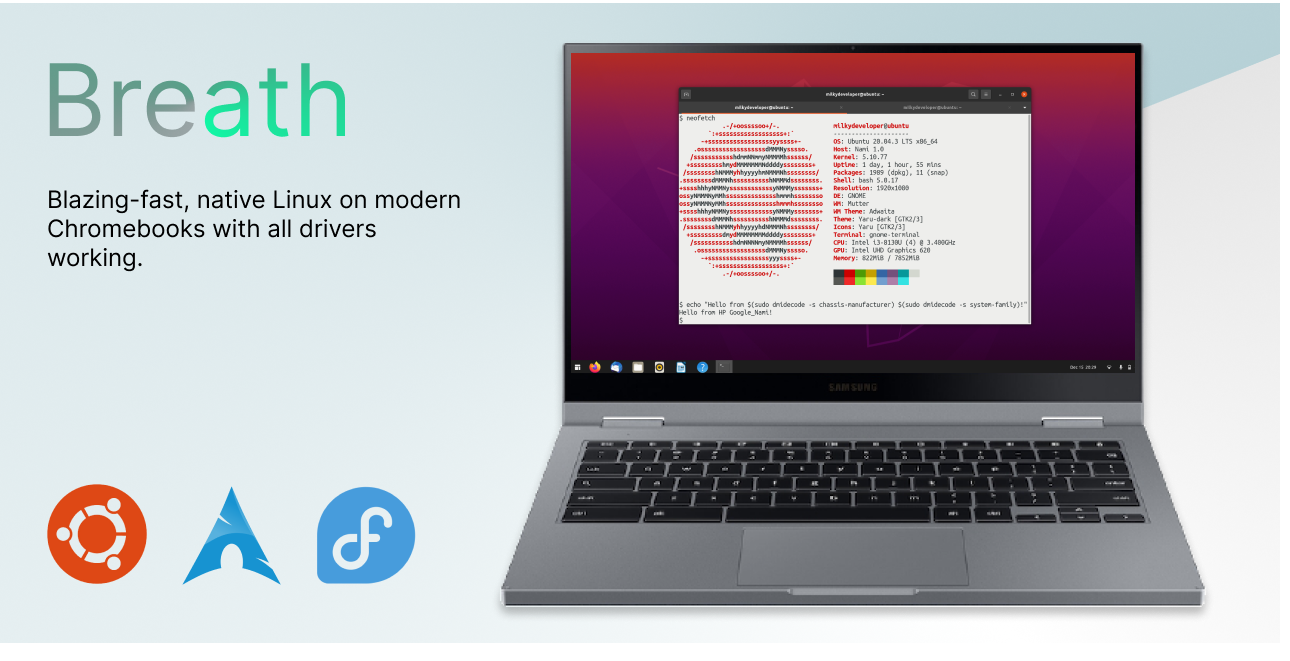 Breath
Blazing-fast, native Linux on modern
Chromebooks with all drivers
working.
milkydeveloper@ubuntu: ~
milkydeveloper@ubuntu: ~
milkydeveloper@ubuntu: ~
$ neofetch
.-/+oossssoo+/-.
milkydeveloper@ubuntu
OS: Ubuntu 20.04.3 LTS x86_64
Host: Nami 1.0
Kernel: 5.10.77
Uptime: 1 day, 1 hour, 55 mins
Packages: 1989 (dpkg), 11 (snap)
Shell: bash 5.0.17
Resolution: 1920x1080
DE: GNOME
WM: Mutter
WM Theme: Adwaita
Theme: Yaru-dark [GTK2/3]
Icons: Yaru [GTK2/3]
Terminal: gnome-terminal
CPU: Intel i3-8130U (4) @ 3.400GHz
GPU: Intel UHD Graphics 620
Memory: 822MiB / 7852MiB
$ echo "Hello from $(sudo dmidecode -s chassis-manufacturer) $(sudo dmidecode -s system-family)!"
Hello from HP Google_Nami!
$
Dec 15 20:29
SAMSUNG